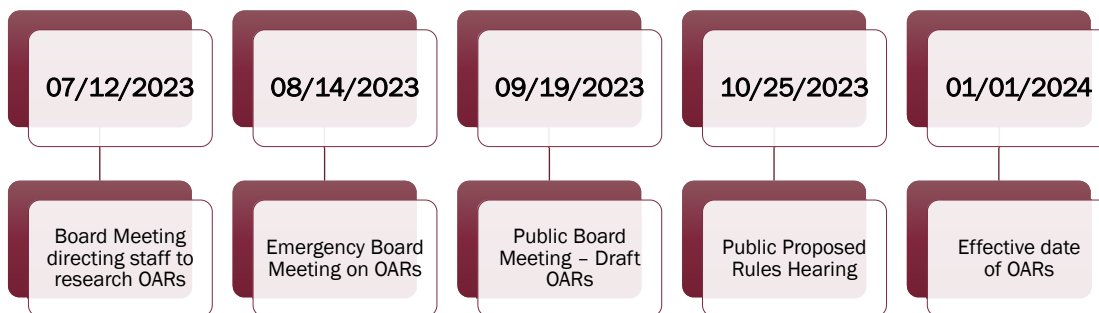 07/12/2023
08/14/2023
09/19/2023
10/25/2023
01/01/2024
Board Meeting
directing staff to
research OARs
Emergency Board
Meeting on OARs
Public Board
Meeting – Draft
OARs
Public Proposed
Rules Hearing
Effective date
of OARs